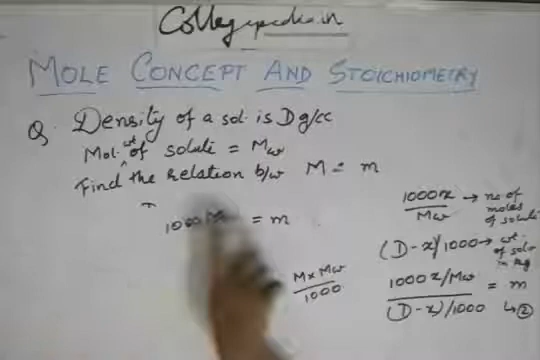 Collegepedia.in
MOLE CONCEPT AND STOICHIOMETRY
Q. Density of a sol. is D g/cc
Mol. wt of solute = Mw
Find the relation b/w M = m
= m
M × Mw
1000
1000x → no of
Mw moles
of solute
(D-x)1000 → wt.
of solv
in kg
1000x/Mw = m
(D-x)/1000 ↳ ②